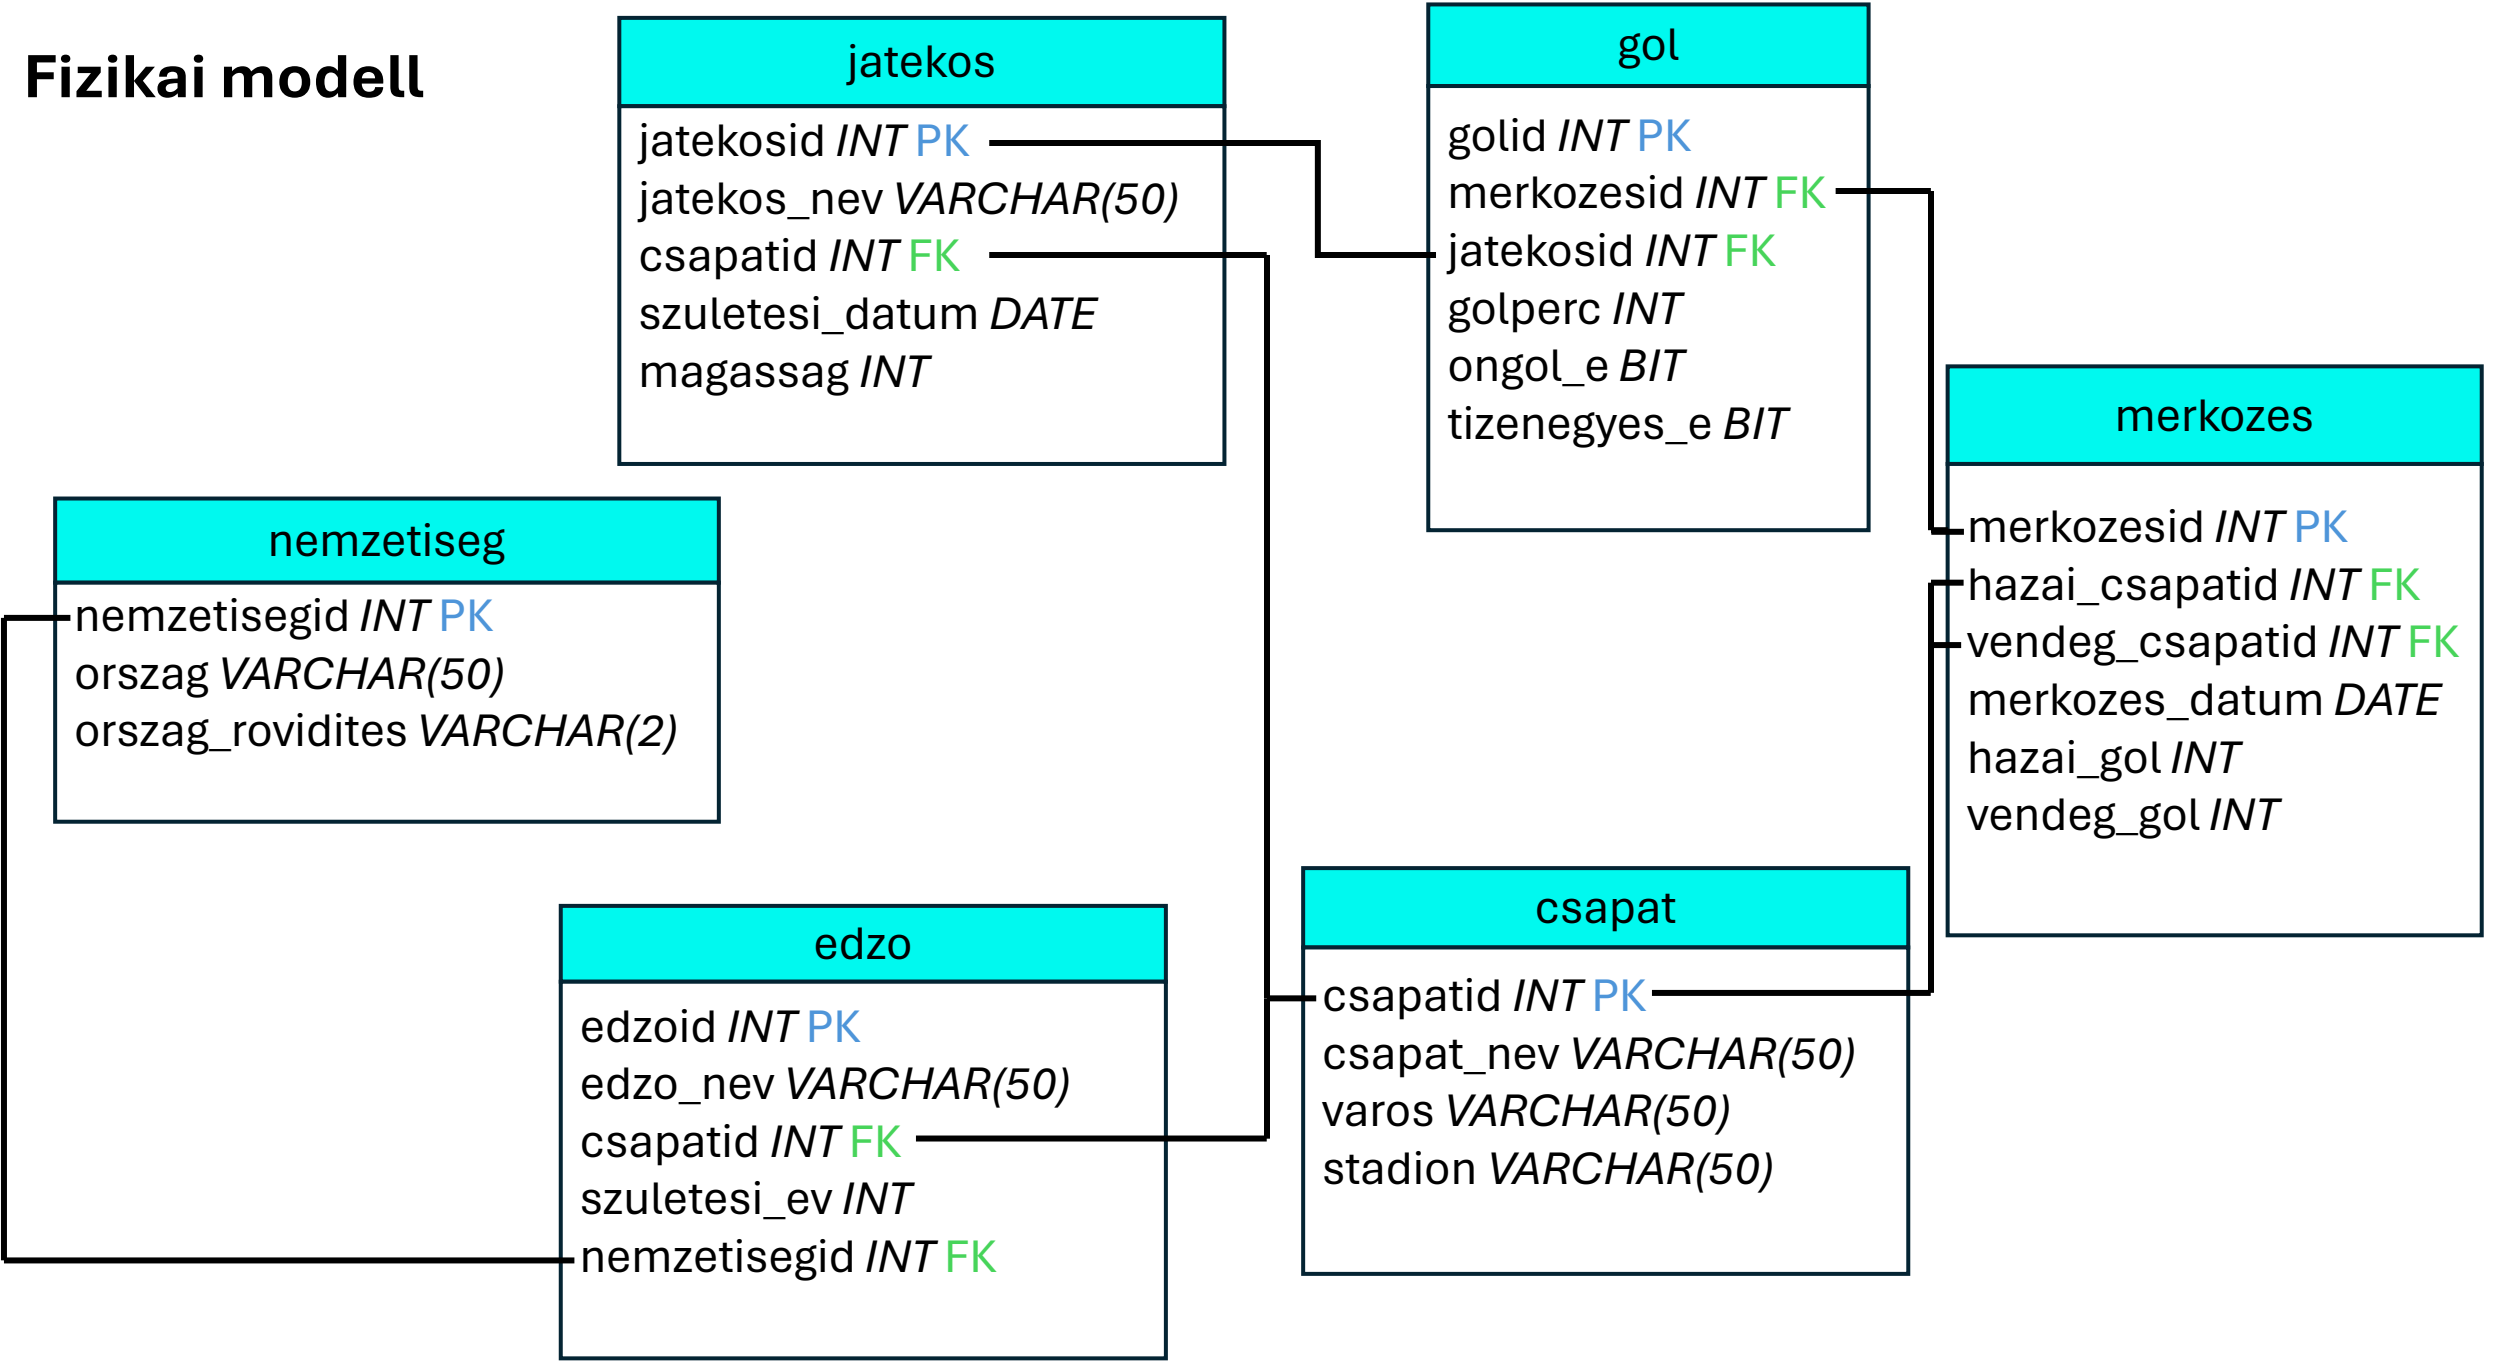 Fizikai modell
jatekos
jatekosid INT PK
jatekos_nev VARCHAR(50)
csapatid INT FK
szuletesi_datum DATE
magassag INT
gol
golid INT PK
merkozesid INT FK
jatekosid INT FK
golperc INT
ongol_e BIT
tizenegyes_e BIT
merkozes
merkozesid INT PK
hazai_csapatid INT FK
vendeg_csapatid INT FK
merkozes_datum DATE
hazai_gol INT
vendeg_gol INT
nemzetiseg
nemzetisegid INT PK
orszag VARCHAR(50)
orszag_rovidites VARCHAR(2)
edzo
edzoid INT PK
edzo_nev VARCHAR(50)
csapatid INT FK
szuletesi_ev INT
nemzetisegid INT FK
csapat
csapatid INT PK
csapat_nev VARCHAR(50)
varos VARCHAR(50)
stadion VARCHAR(50)